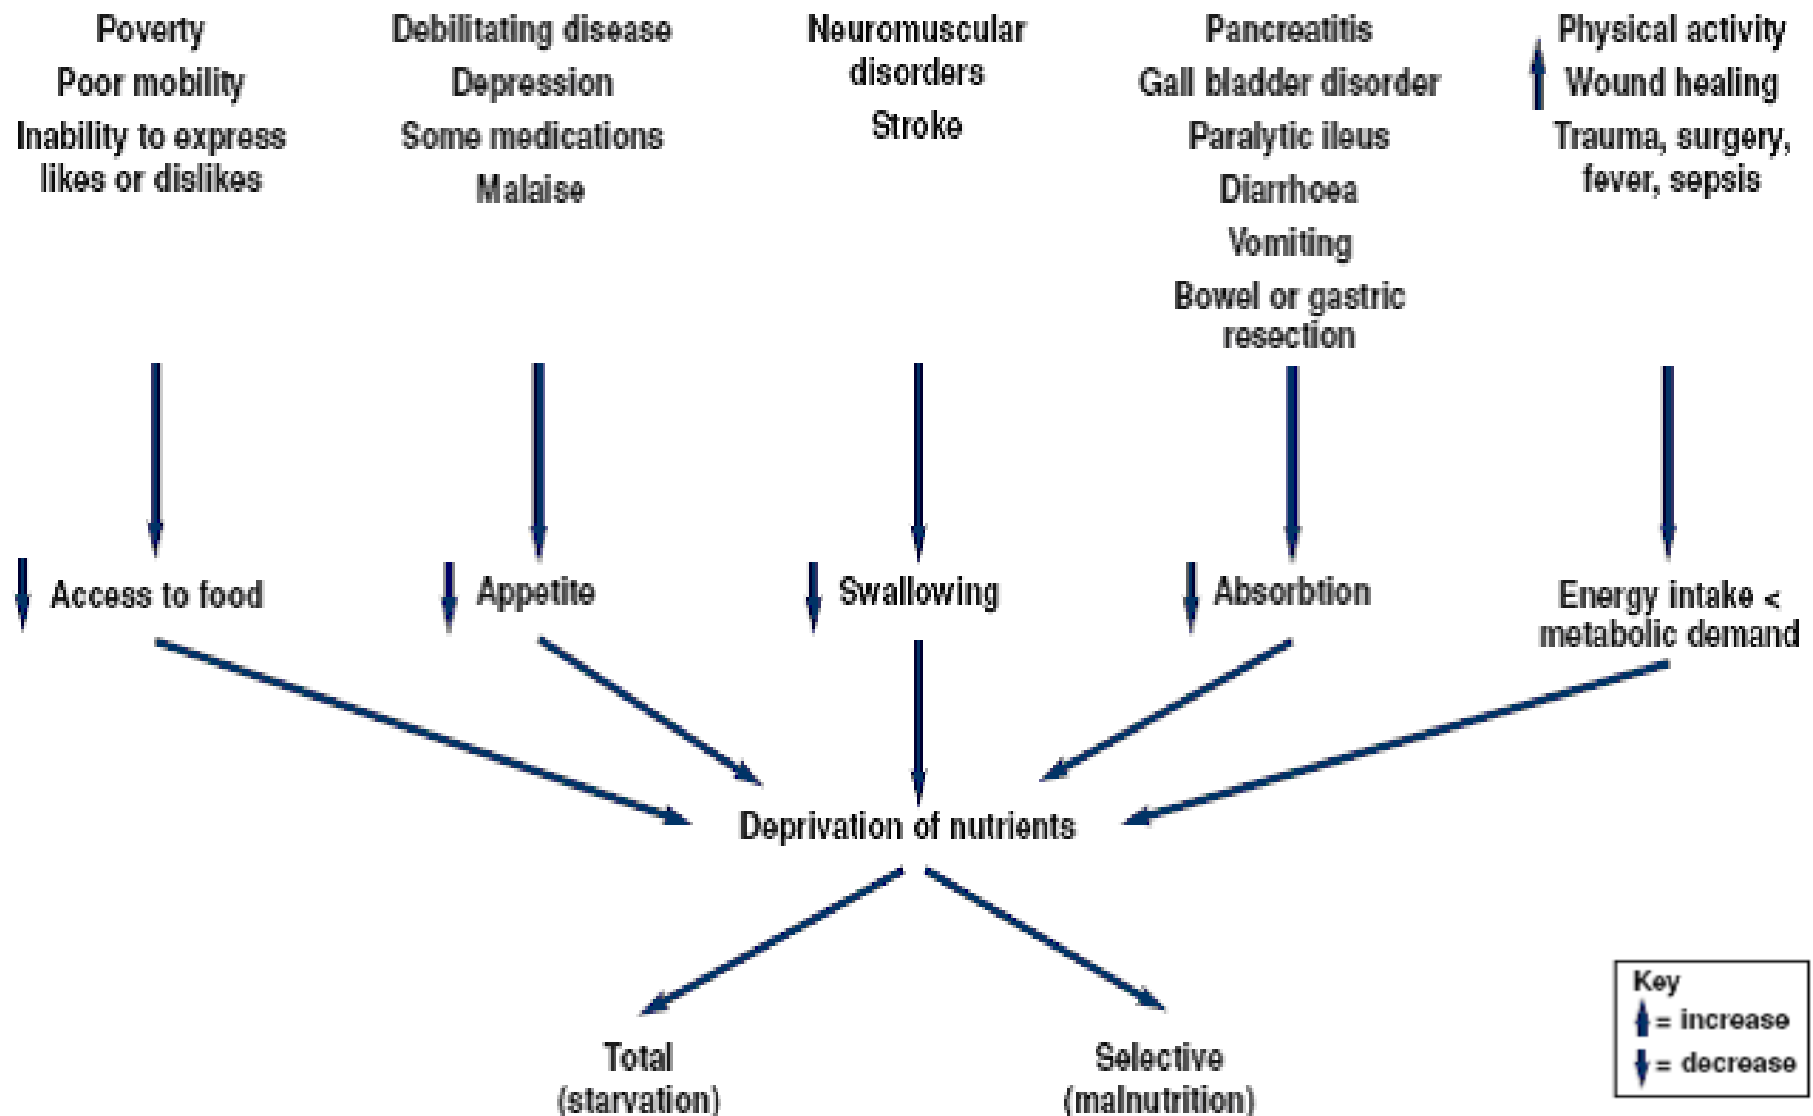 Poverty
Poor mobility
Inability to express
likes or dislikes
Debilitating disease
Depression
Some medications
Malaise
Neuromuscular
disorders
Stroke
Pancreatitis
Gall bladder disorder
Paralytic ileus
Diarrhoea
Vomiting
Bowel or gastric
resection
Physical activity
Wound healing
Trauma, surgery,
fever, sepsis
Access to food
Appetite
Swallowing
Absorbtion
Energy intake <
metabolic demand
Deprivation of nutrients
Total
(starvation)
Selective
(malnutrition)
Key
= increase
= decrease